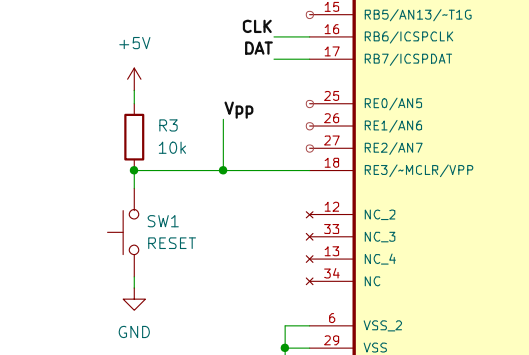 15 RB5/AN13/~T1G
CLK 16 RB6/ICSPCLK
DAT 17 RB7/ICSPDAT
+5V
25 RE0/AN5
Vpp
R3 26 RE1/AN6
10k 27 RE2/AN7
18 RE3/~MCLR/VPP
12 NC_2
SW1
33 NC_3
RESET
13 NC_4
34 NC
6 VSS_2
GND
29 VSS